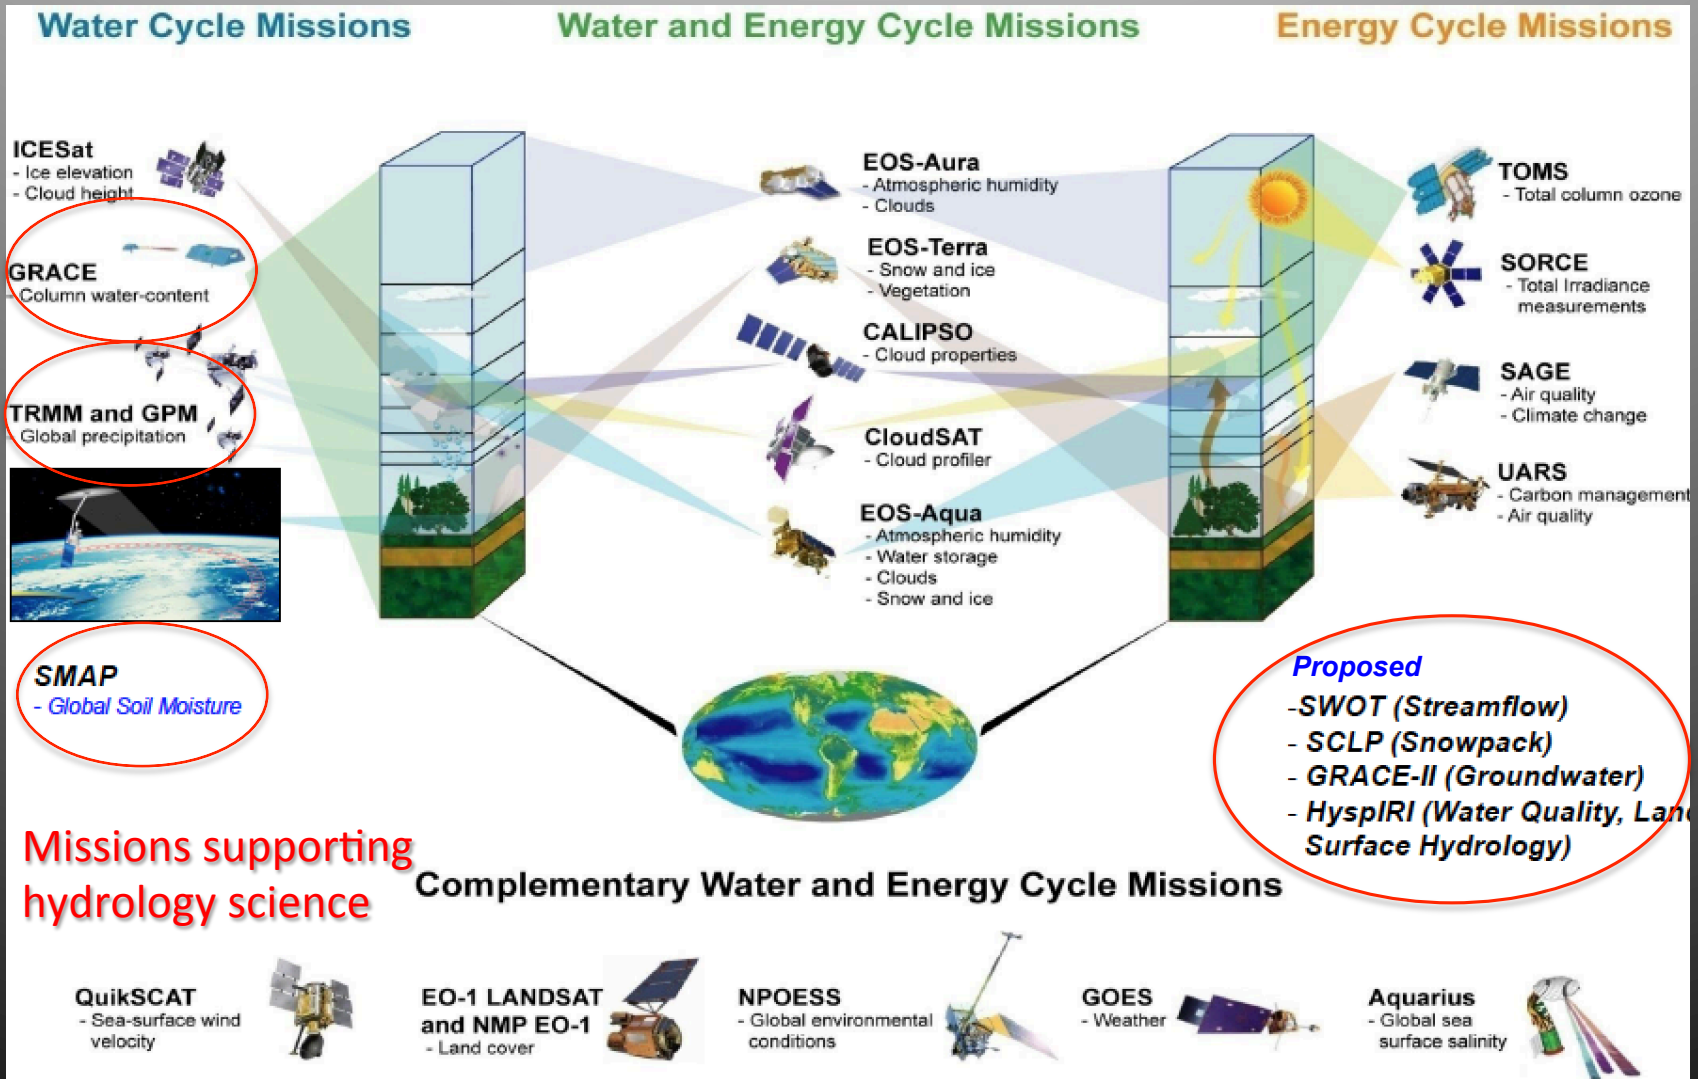 Water Cycle Missions
Water and Energy Cycle Missions
Energy Cycle Missions
ICESat
- Ice elevation
- Cloud height
GRACE
- Column water-content
TRMM and GPM
- Global precipitation
SMAP
- Global Soil Moisture
EOS-Aura
- Atmospheric humidity
- Clouds
EOS-Terra
- Snow and ice
- Vegetation
CALIPSO
- Cloud properties
CloudSAT
- Cloud profiler
EOS-Aqua
- Atmospheric humidity
- Water storage
- Clouds
- Snow and ice
TOMS
- Total column ozone
SORCE
- Total Irradiance
measurements
SAGE
- Air quality
- Climate change
UARS
- Carbon management
- Air quality
Proposed
-SWOT (Streamflow)
- SCLP (Snowpack)
- GRACE-II (Groundwater)
- HyspIRI (Water Quality, Lan
Surface Hydrology)
Missions supporting
hydrology science
Complementary Water and Energy Cycle Missions
QuikSCAT
- Sea-surface wind
velocity
EO-1 LANDSAT
and NMP EO-1
- Land cover
NPOESS
- Global environmental
conditions
GOES
- Weather
Aquarius
- Global sea
surface salinity